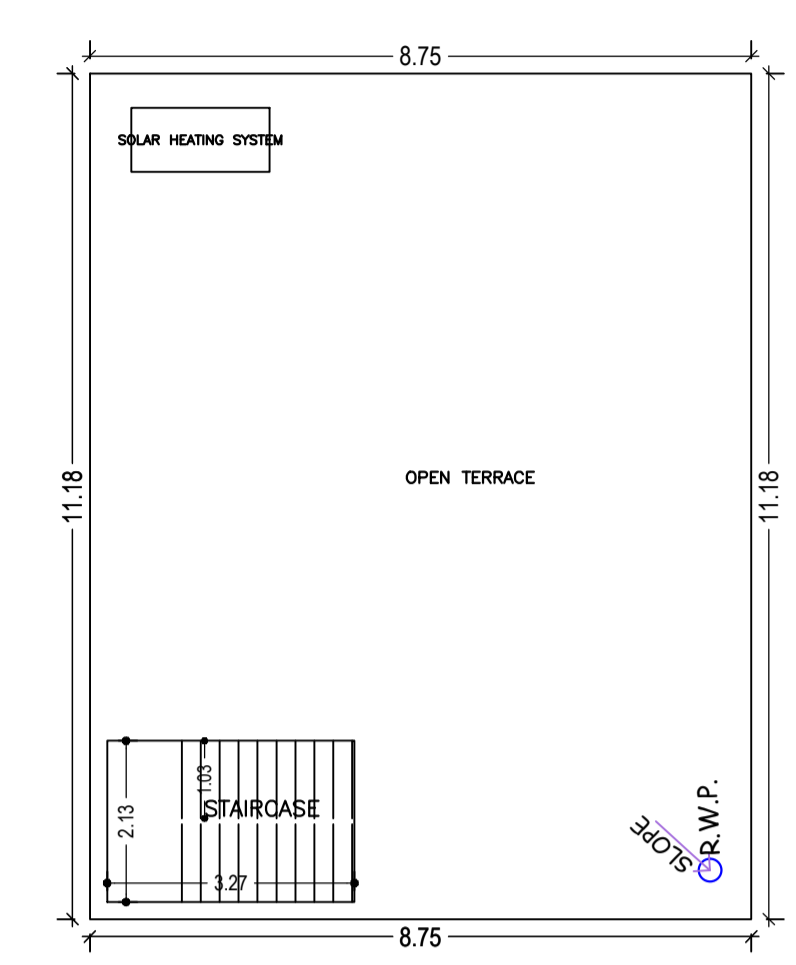 8.75
SOLAR HEATING SYSTEM
11.18
OPEN TERRACE
11.18
1.03
STAIRCASE
2.13
3.27
R.W.P.
SLOPE
8.75